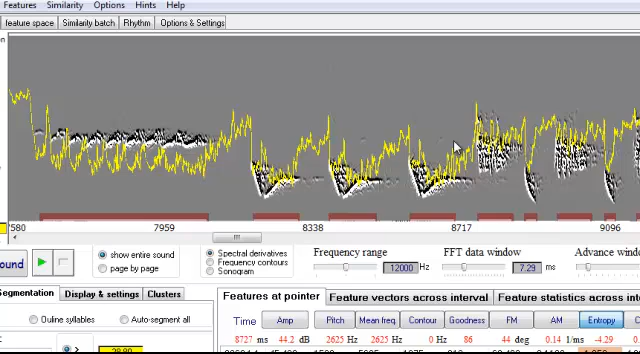 Features Similarity Options Hints Help
feature space Similarity batch Rhythm Options & Settings
580 7959 8338 8717 9096
show entire sound
page by page
Spectral derivatives
Frequency contours
Sonogram
Frequency range
12000 Hz
FFT data window
7.29 ms
Advance window
ound
Segmentation Display & settings Clusters
Ouline syllables Auto-segment all
Features at pointer Feature vectors across interval Feature statistics across int
Time Amp Pitch Mean freq Contour Goodness FM AM Entropy
8727 ms 44.2 dB 2625 Hz 2625 Hz 0 Hz 86 44 deg 0.14 1/ms -4.29